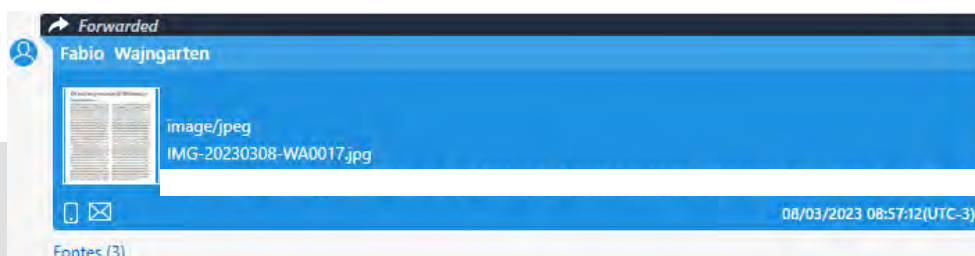 Forwarded
Fabio Wajngarten
image/jpeg
IMG-20230308-WA0017.jpg
08/03/2023 08:57:12(UTC-3)
Fontes (3)